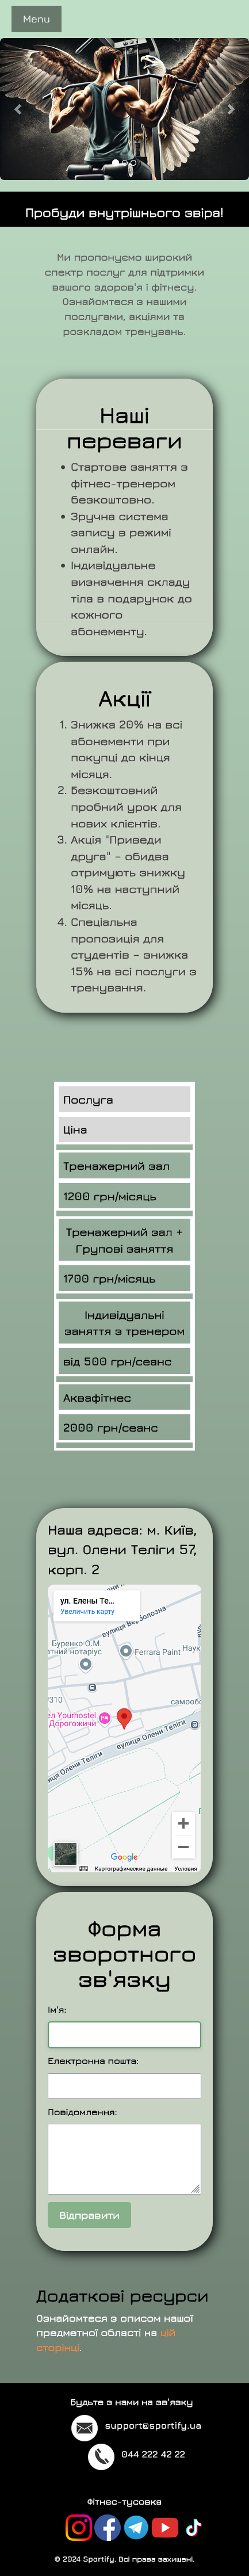 Menu
Пробуди внутрішнього звіра!
Ми пропонуємо широкий
спектр послуг для підтримки
вашого здоров'я і фітнесу.
Ознайомтеся з нашими
послугами, акціями та
розкладом тренувань.
Наші
переваги
• Стартове заняття з
фітнес-тренером
безкоштовно.
• Зручна система
запису в режимі
онлайн.
• Індивідуальне
визначення складу
тіла в подарунок до
кожного
абонементу.
Акції
1. Знижка 20% на всі
абонементи при
покупці до кінця
місяця.
2. Безкоштовний
пробний урок для
нових клієнтів.
3. Акція "Приведи
друга" – обидва
отримують знижку
10% на наступний
місяць.
4. Спеціальна
пропозиція для
студентів – знижка
15% на всі послуги з
тренування.
Послуга
Ціна
Тренажерний зал
1200 грн/місяць
Тренажерний зал +
Групові заняття
1700 грн/місяць
Індивідуальні
заняття з тренером
від 500 грн/сеанс
Аквафітнес
2000 грн/сеанс
Наша адреса: м. Київ,
вул. Олени Теліги 57,
корп. 2
ул. Елены Те...
Увеличить карту
вулиця Верболозна
Буренко О.М.
атний нотаріус
Ferrara Paint
Наук
P310
самообо
ел Yourhostel
Дорогожичи
вулиця Олени Теліги
вулиця Олени Теліги
Google
Картографические данные
Условия
Форма
зворотного
зв'язку
Ім'я:
Електронна пошта:
Повідомлення:
Відправити
Додаткові ресурси
Ознайомтеся з описом нашої
предметної області на цій
сторінці.
Будьте з нами на зв'язку
support@sportify.ua
044 222 42 22
Фітнес-тусовка
© 2024 Sportify. Всі права захищені.